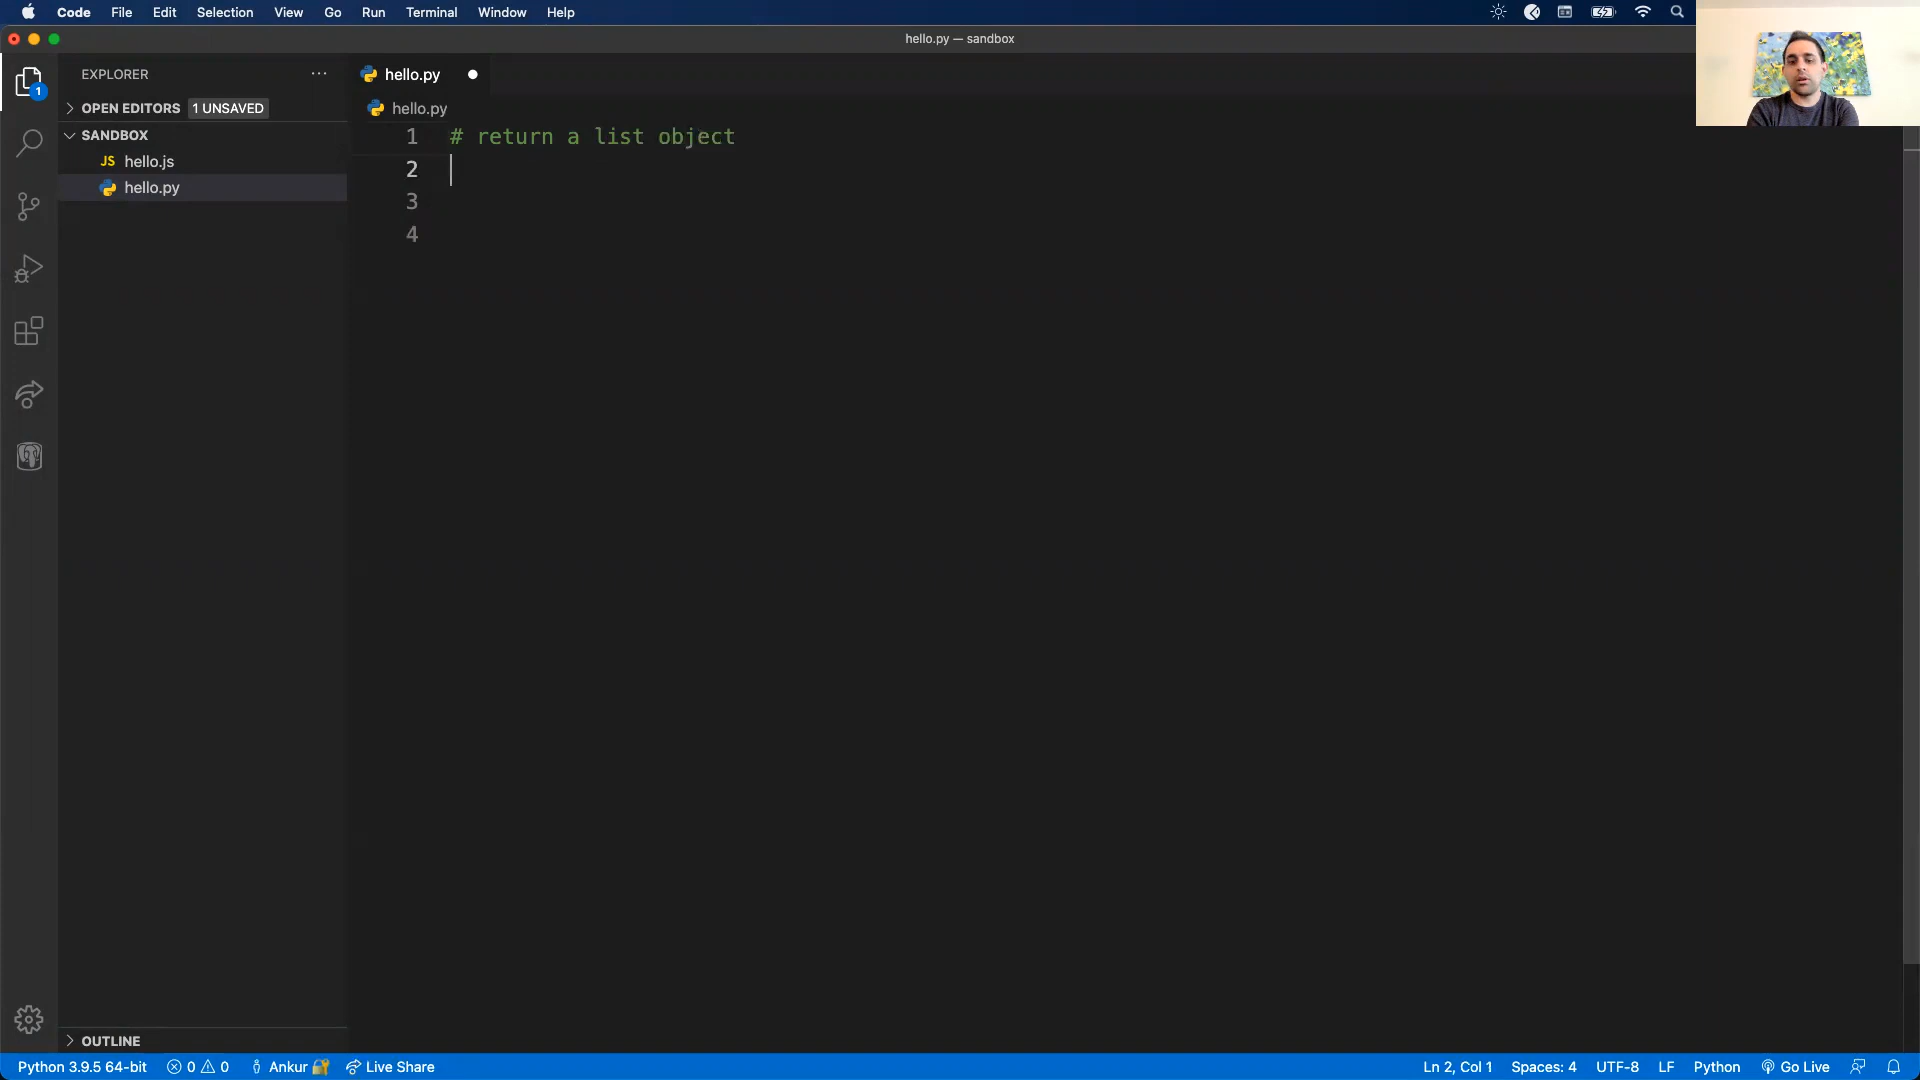 Code File Edit Selection View Go Run Terminal Window Help
hello.py — sandbox
EXPLORER
hello.py
OPEN EDITORS 1 UNSAVED
hello.py
SANDBOX
JS hello.js
hello.py
1 # return a list object
2
3
4
1
OUTLINE
Python 3.9.5 64-bit 0 0 Ankur Live Share Ln 2, Col 1 Spaces: 4 UTF-8 LF Python Go Live